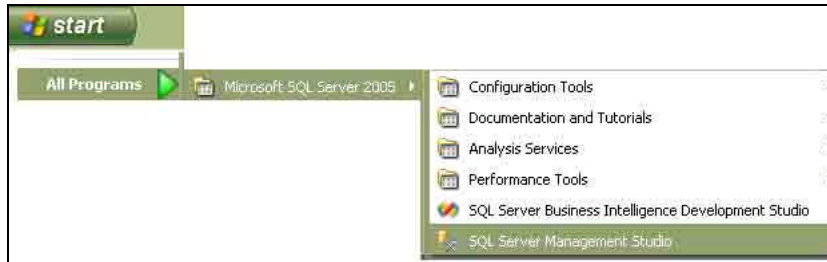 start
All Programs
Microsoft SQL Server 2005
Configuration Tools
Documentation and Tutorials
Analysis Services
Performance Tools
SQL Server Business Intelligence Development Studio
SQL Server Management Studio